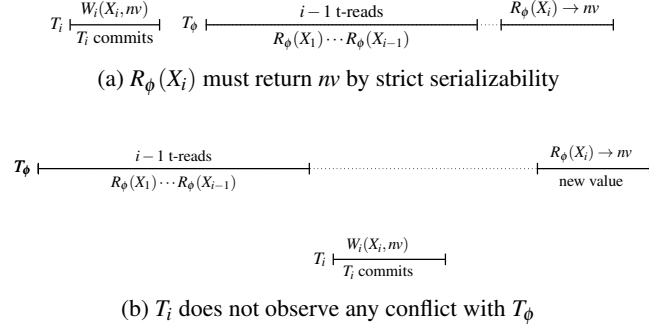 W_i(X_i, nv) i − 1 t-reads R_ϕ(X_i) → nv
T_i T_ϕ
T_i commits R_ϕ(X_1) ⋯ R_ϕ(X_{i−1})
(a) R_ϕ(X_i) must return nv by strict serializability
i − 1 t-reads R_ϕ(X_i) → nv
T_ϕ
R_ϕ(X_1) ⋯ R_ϕ(X_{i−1}) new value
W_i(X_i, nv)
T_i
T_i commits
(b) T_i does not observe any conflict with T_ϕ